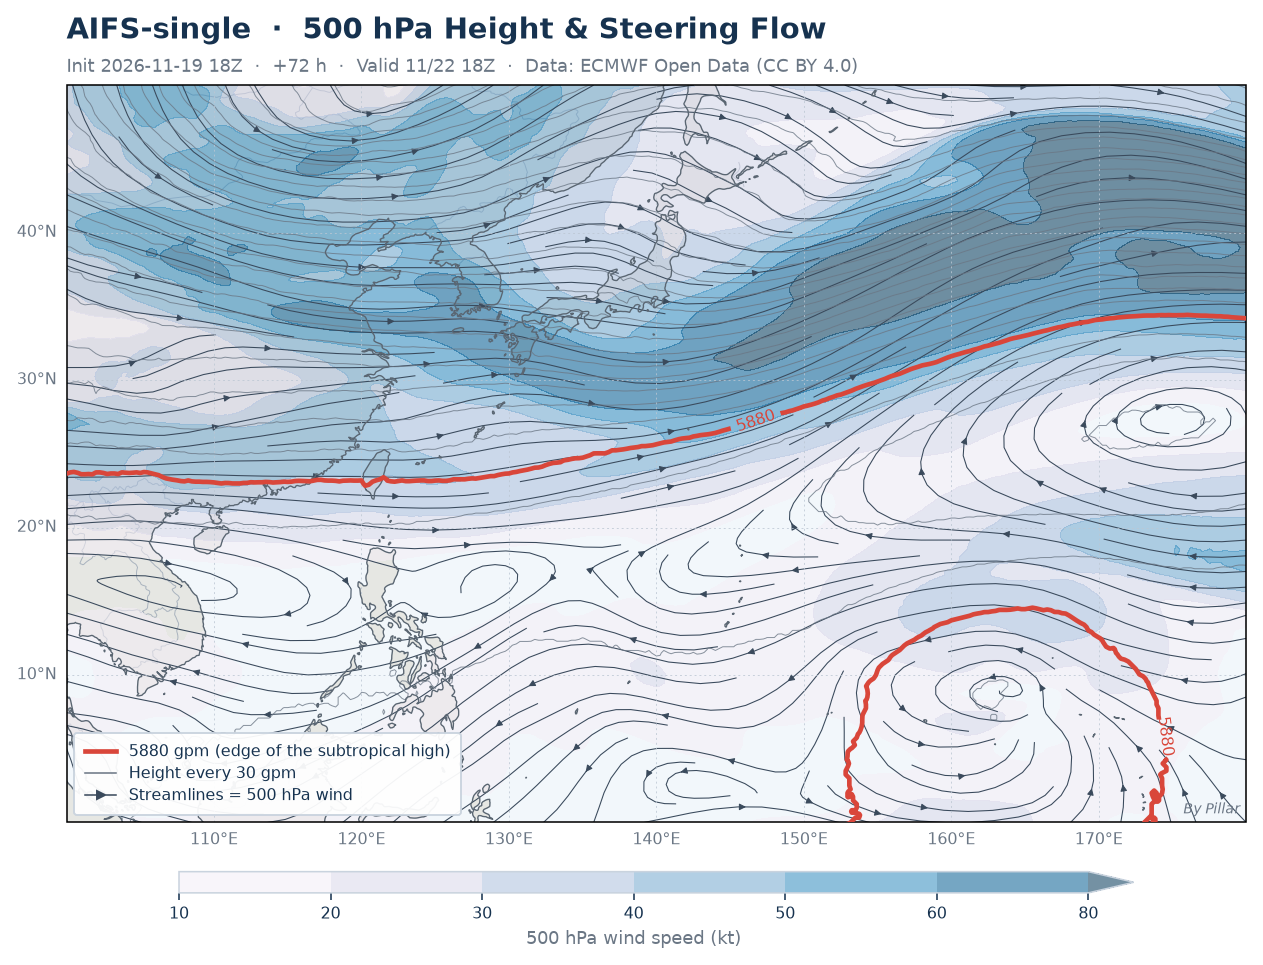 AIFS-single  ·  500 hPa Height & Steering Flow
Init 2026-11-19 18Z  ·  +72 h  ·  Valid 11/22 18Z  ·  Data: ECMWF Open Data (CC BY 4.0)
40°N
30°N
20°N
10°N
5880
5880
5880 gpm (edge of the subtropical high)
Height every 30 gpm
Streamlines = 500 hPa wind
By Pillar
110°E 120°E 130°E 140°E 150°E 160°E 170°E
10 20 30 40 50 60 80
500 hPa wind speed (kt)